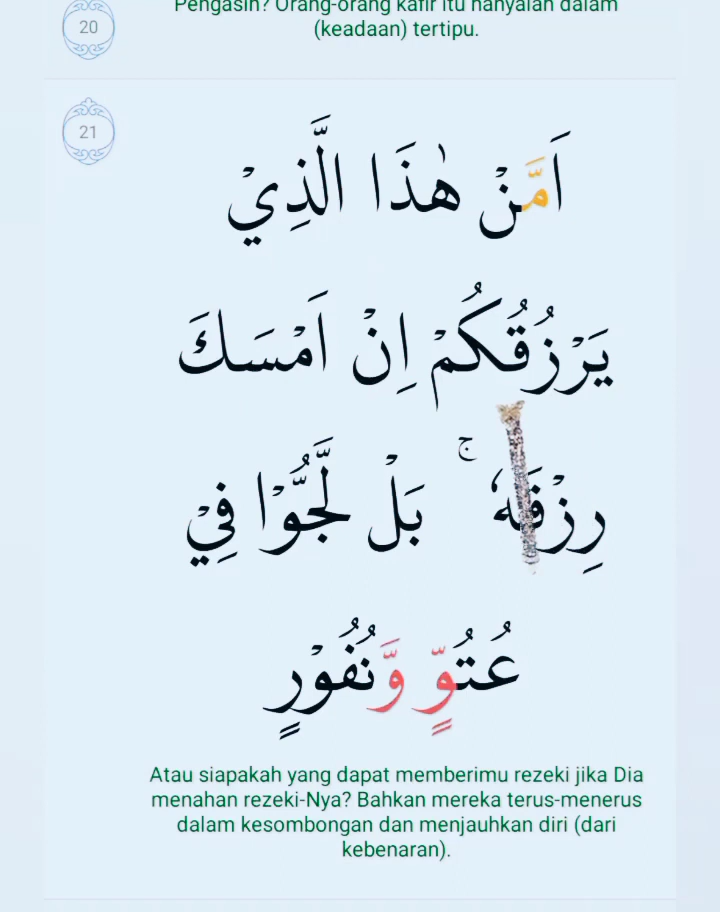 Pengasih? Orang-orang kafir itu hanyalah dalam
20
(keadaan) tertipu.
21
اَمَّنْ هٰذَا الَّذِيْ
يَرْزُقُكُمْ اِنْ اَمْسَكَ
رِزْقَهٗ ۚ بَلْ لَّجُّوْا فِيْ
عُتُوٍّ وَّنُفُوْرٍ
Atau siapakah yang dapat memberimu rezeki jika Dia
menahan rezeki-Nya? Bahkan mereka terus-menerus
dalam kesombongan dan menjauhkan diri (dari
kebenaran).